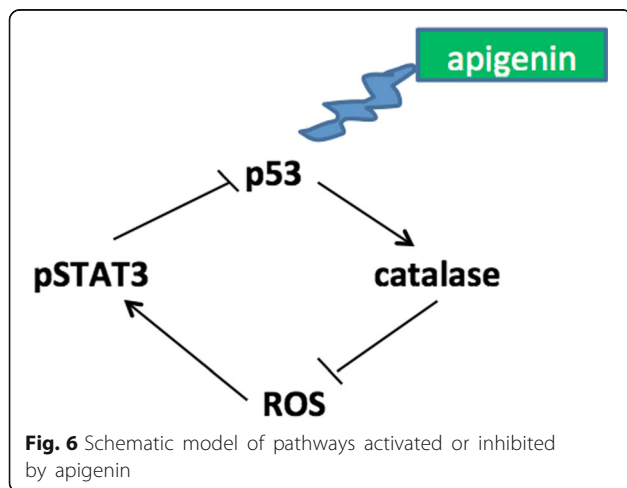 apigenin
p53
pSTAT3
catalase
ROS
Fig. 6 Schematic model of pathways activated or inhibited
by apigenin